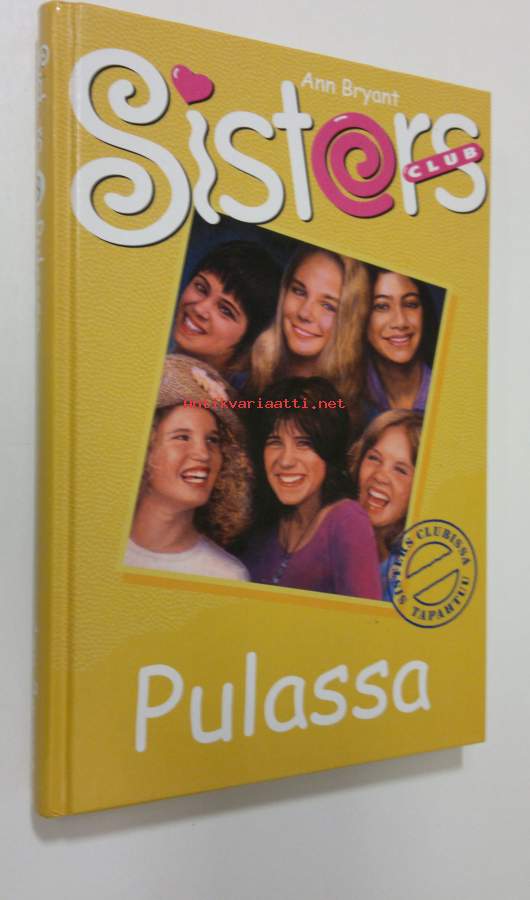 Ann Bryant
Sisters
CLUB
antikvariaatti.net
SISTERS CLUBISSA
TAPAHTUU
Pulassa